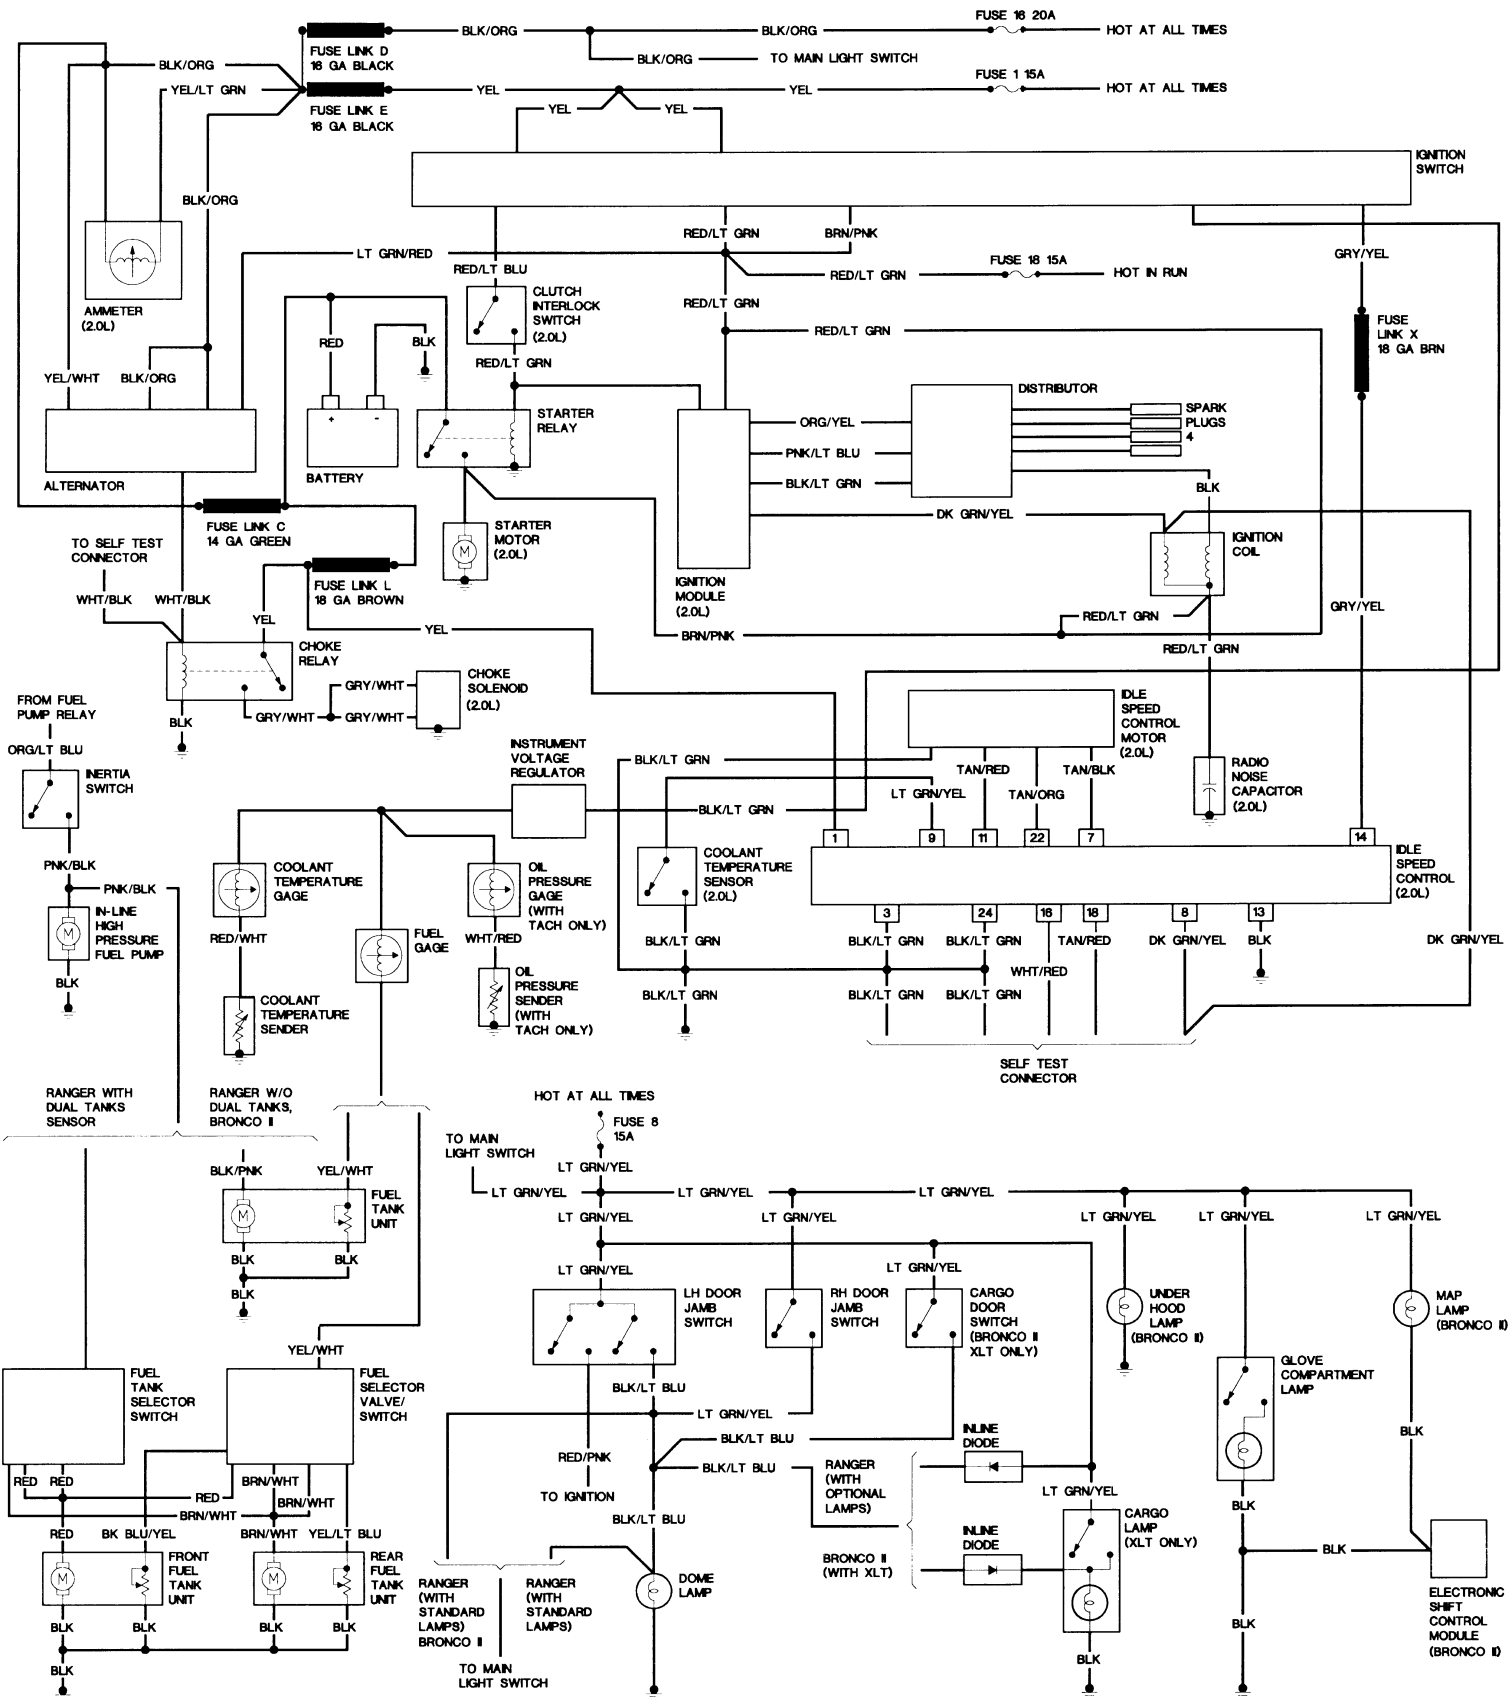 FUSE 16 20A
BLK/ORG
BLK/ORG
HOT AT ALL TIMES
FUSE LINK D
16 GA BLACK
BLK/ORG
TO MAIN LIGHT SWITCH
BLK/ORG
FUSE 1 15A
YEL/LT GRN
YEL
YEL
HOT AT ALL TIMES
FUSE LINK E
16 GA BLACK
YEL
YEL
IGNITION
SWITCH
BLK/ORG
RED/LT GRN
BRN/PNK
LT GRN/RED
GRY/YEL
RED/LT BLU
RED/LT GRN
FUSE 18 15A
HOT IN RUN
AMMETER
(2.0L)
CLUTCH
INTERLOCK
SWITCH
(2.0L)
RED/LT GRN
RED/LT GRN
FUSE
LINK X
18 GA BRN
RED
BLK
RED/LT GRN
YEL/WHT
BLK/ORG
+
-
STARTER
RELAY
DISTRIBUTOR
SPARK
PLUGS
4
ORG/YEL
PNK/LT BLU
BLK/LT GRN
BLK
ALTERNATOR
BATTERY
DK GRN/YEL
FUSE LINK C
14 GA GREEN
M
STARTER
MOTOR
(2.0L)
IGNITION
COIL
TO SELF TEST
CONNECTOR
FUSE LINK L
18 GA BROWN
IGNITION
MODULE
(2.0L)
WHT/BLK
WHT/BLK
YEL
YEL
BRN/PNK
RED/LT GRN
GRY/YEL
RED/LT GRN
CHOKE
RELAY
GRY/WHT
GRY/WHT
GRY/WHT
CHOKE
SOLENOID
(2.0L)
BLK
FROM FUEL
PUMP RELAY
ORG/LT BLU
INERTIA
SWITCH
INSTRUMENT
VOLTAGE
REGULATOR
BLK/LT GRN
IDLE
SPEED
CONTROL
MOTOR
(2.0L)
TAN/RED
TAN/BLK
LT GRN/YEL
TAN/ORG
BLK/LT GRN
RADIO
NOISE
CAPACITOR
(2.0L)
1
9
11
22
7
14
PNK/BLK
PNK/BLK
COOLANT
TEMPERATURE
GAGE
OIL
PRESSURE
GAGE
(WITH
TACH ONLY)
COOLANT
TEMPERATURE
SENSOR
(2.0L)
IDLE
SPEED
CONTROL
(2.0L)
3
24
16
18
8
13
M
IN-LINE
HIGH
PRESSURE
FUEL PUMP
RED/WHT
FUEL
GAGE
WHT/RED
BLK/LT GRN
BLK/LT GRN
BLK/LT GRN
TAN/RED
DK GRN/YEL
BLK
DK GRN/YEL
WHT/RED
BLK
COOLANT
TEMPERATURE
SENDER
OIL
PRESSURE
SENDER
(WITH
TACH ONLY)
BLK/LT GRN
BLK/LT GRN
BLK/LT GRN
SELF TEST
CONNECTOR
RANGER WITH
DUAL TANKS
SENSOR
RANGER W/O
DUAL TANKS,
BRONCO II
HOT AT ALL TIMES
FUSE 8
15A
TO MAIN
LIGHT SWITCH
LT GRN/YEL
LT GRN/YEL
LT GRN/YEL
LT GRN/YEL
BLK/PNK
YEL/WHT
M
FUEL
TANK
UNIT
LT GRN/YEL
LT GRN/YEL
LT GRN/YEL
LT GRN/YEL
LT GRN/YEL
BLK
BLK
BLK
LT GRN/YEL
LT GRN/YEL
LH DOOR
JAMB
SWITCH
RH DOOR
JAMB
SWITCH
CARGO
DOOR
SWITCH
(BRONCO II
XLT ONLY)
UNDER
HOOD
LAMP
(BRONCO II)
MAP
LAMP
(BRONCO II)
YEL/WHT
FUEL
TANK
SELECTOR
SWITCH
FUEL
SELECTOR
VALVE/
SWITCH
BLK/LT BLU
GLOVE
COMPARTMENT
LAMP
LT GRN/YEL
BLK/LT BLU
INLINE
DIODE
BLK
RED/PNK
BLK/LT BLU
RANGER
(WITH
OPTIONAL
LAMPS)
TO IGNITION
RED
RED
BRN/WHT
RED
BRN/WHT
BRN/WHT
LT GRN/YEL
BLK
RED
BK BLU/YEL
BRN/WHT
YEL/LT BLU
BLK/LT BLU
CARGO
LAMP
(XLT ONLY)
INLINE
DIODE
M
FRONT
FUEL
TANK
UNIT
M
REAR
FUEL
TANK
UNIT
BRONCO II
(WITH XLT)
BLK
RANGER
(WITH
STANDARD
LAMPS)
BRONCO II
RANGER
(WITH
STANDARD
LAMPS)
DOME
LAMP
ELECTRONIC
SHIFT
CONTROL
MODULE
(BRONCO II)
BLK
BLK
BLK
BLK
BLK
BLK
BLK
TO MAIN
LIGHT SWITCH